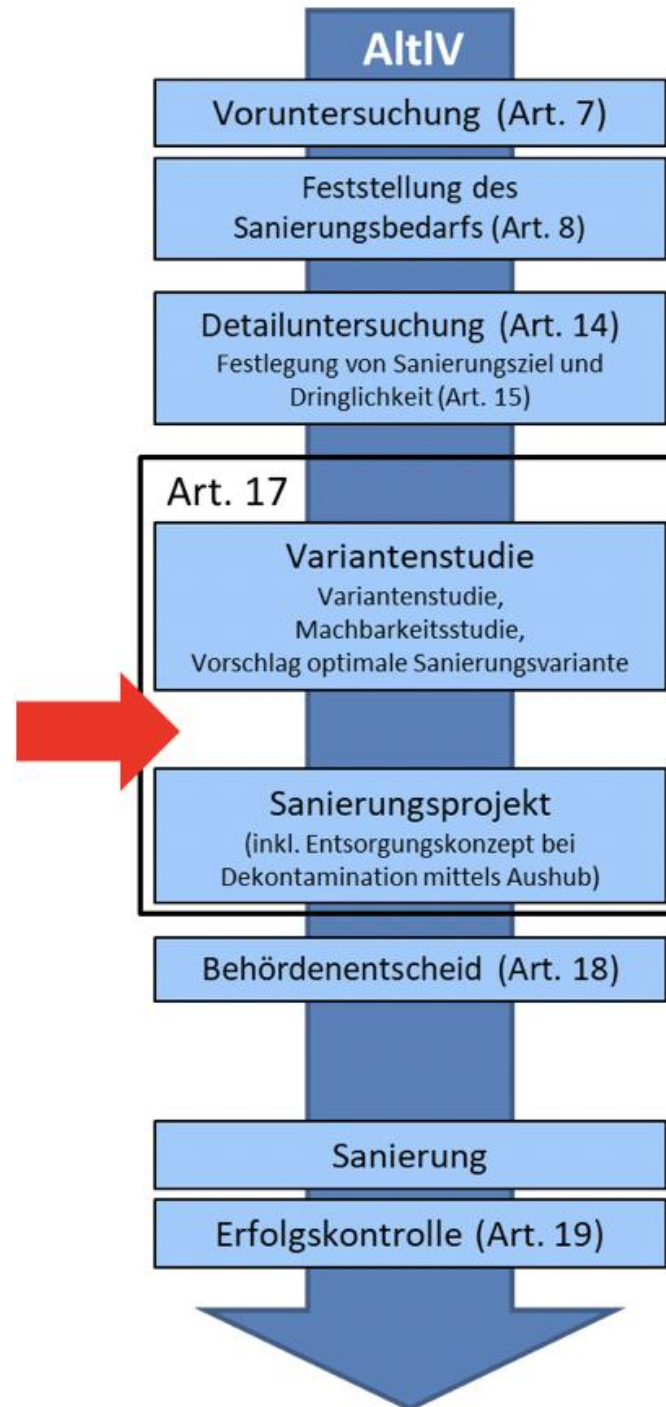 AltlV
Voruntersuchung (Art. 7)
Feststellung des
Sanierungsbedarfs (Art. 8)
Detailuntersuchung (Art. 14)
Festlegung von Sanierungsziel und
Dringlichkeit (Art. 15)
Art. 17
Variantenstudie
Variantenstudie,
Machbarkeitsstudie,
Vorschlag optimale Sanierungsvariante
Sanierungsprojekt
(inkl. Entsorgungskonzept bei
Dekontamination mittels Aushub)
Behördenentscheid (Art. 18)
Sanierung
Erfolgskontrolle (Art. 19)